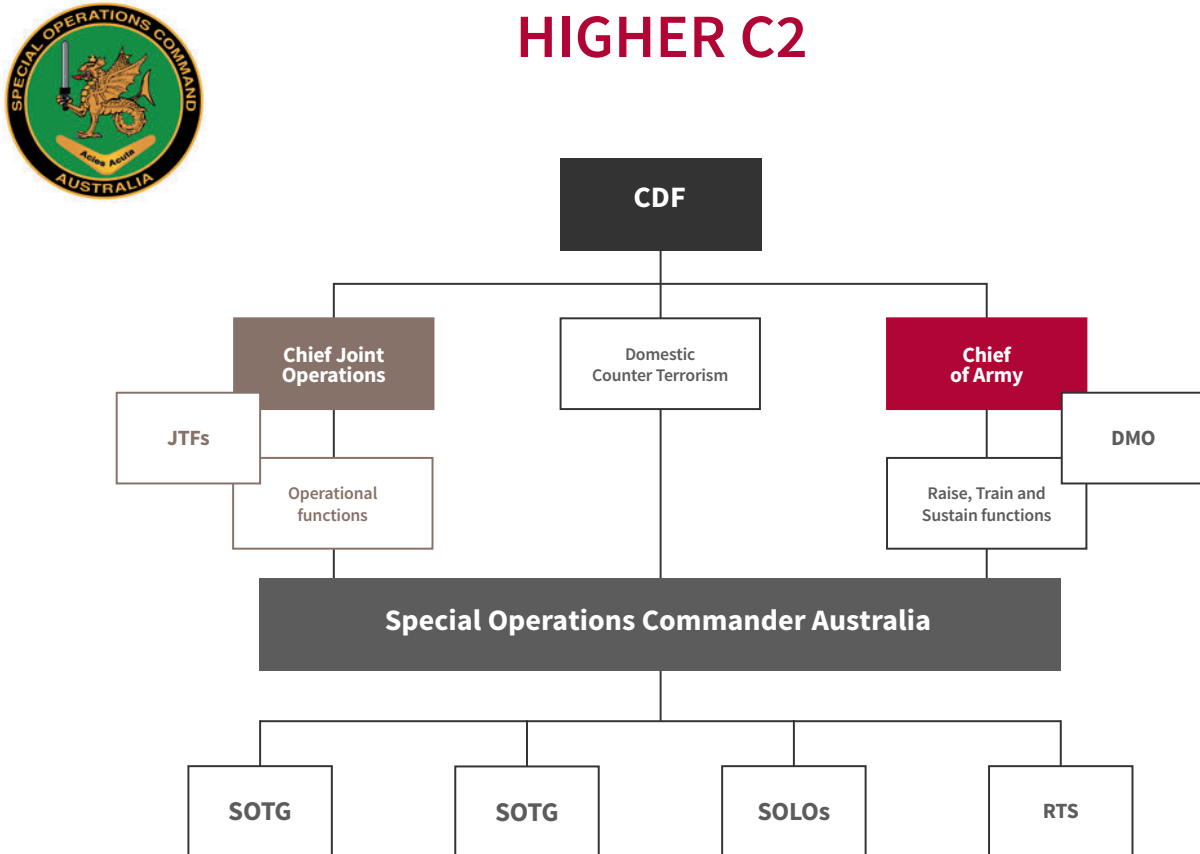 SPECIAL OPERATIONS COMMAND
Acies Acuta
AUSTRALIA
HIGHER C2
CDF
Chief Joint
Operations
Domestic
Counter Terrorism
Chief
of Army
JTFs
DMO
Operational
functions
Raise, Train and
Sustain functions
Special Operations Commander Australia
SOTG
SOTG
SOLOs
RTS